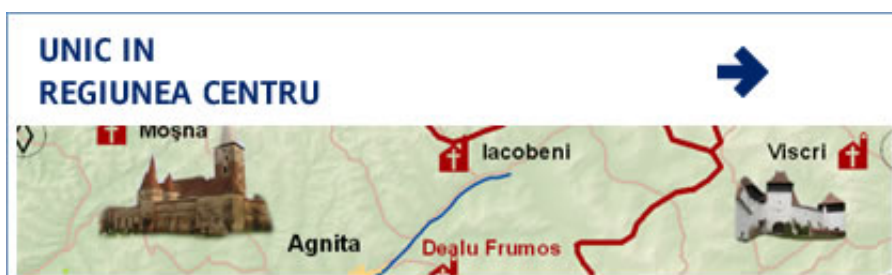 UNIC IN
REGIUNEA CENTRU
Moşna
Iacobeni
Viscri
Agnita
Dealu Frumos